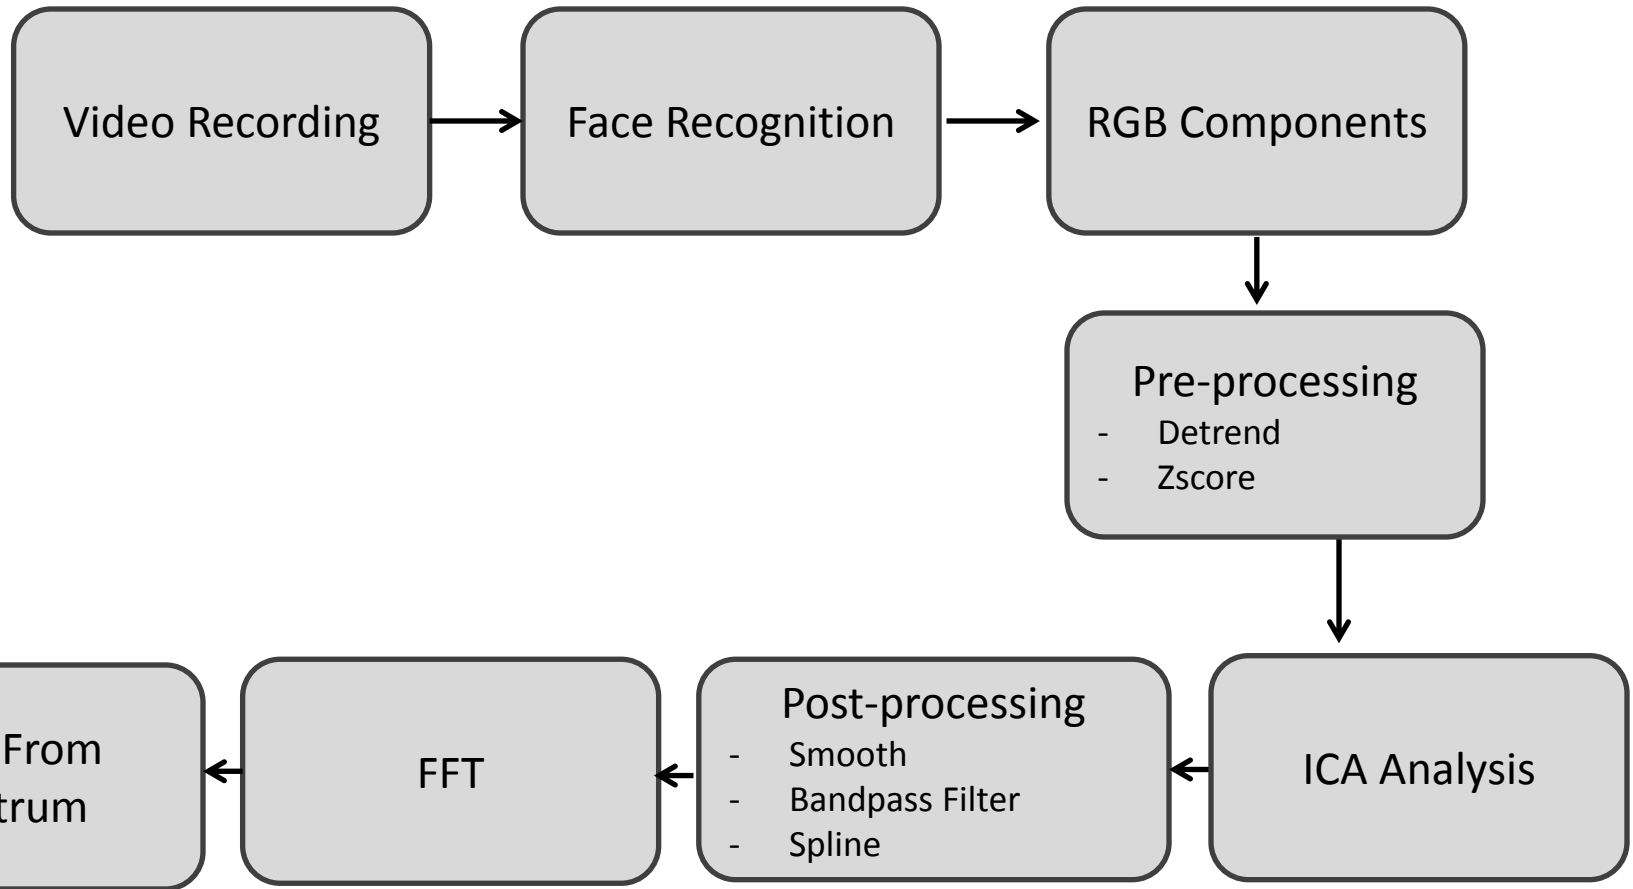 Video Recording
Face Recognition
RGB Components
Pre-processing
- Detrend
- Zscore
ICA Analysis
Post-processing
- Smooth
- Bandpass Filter
- Spline
FFT
From